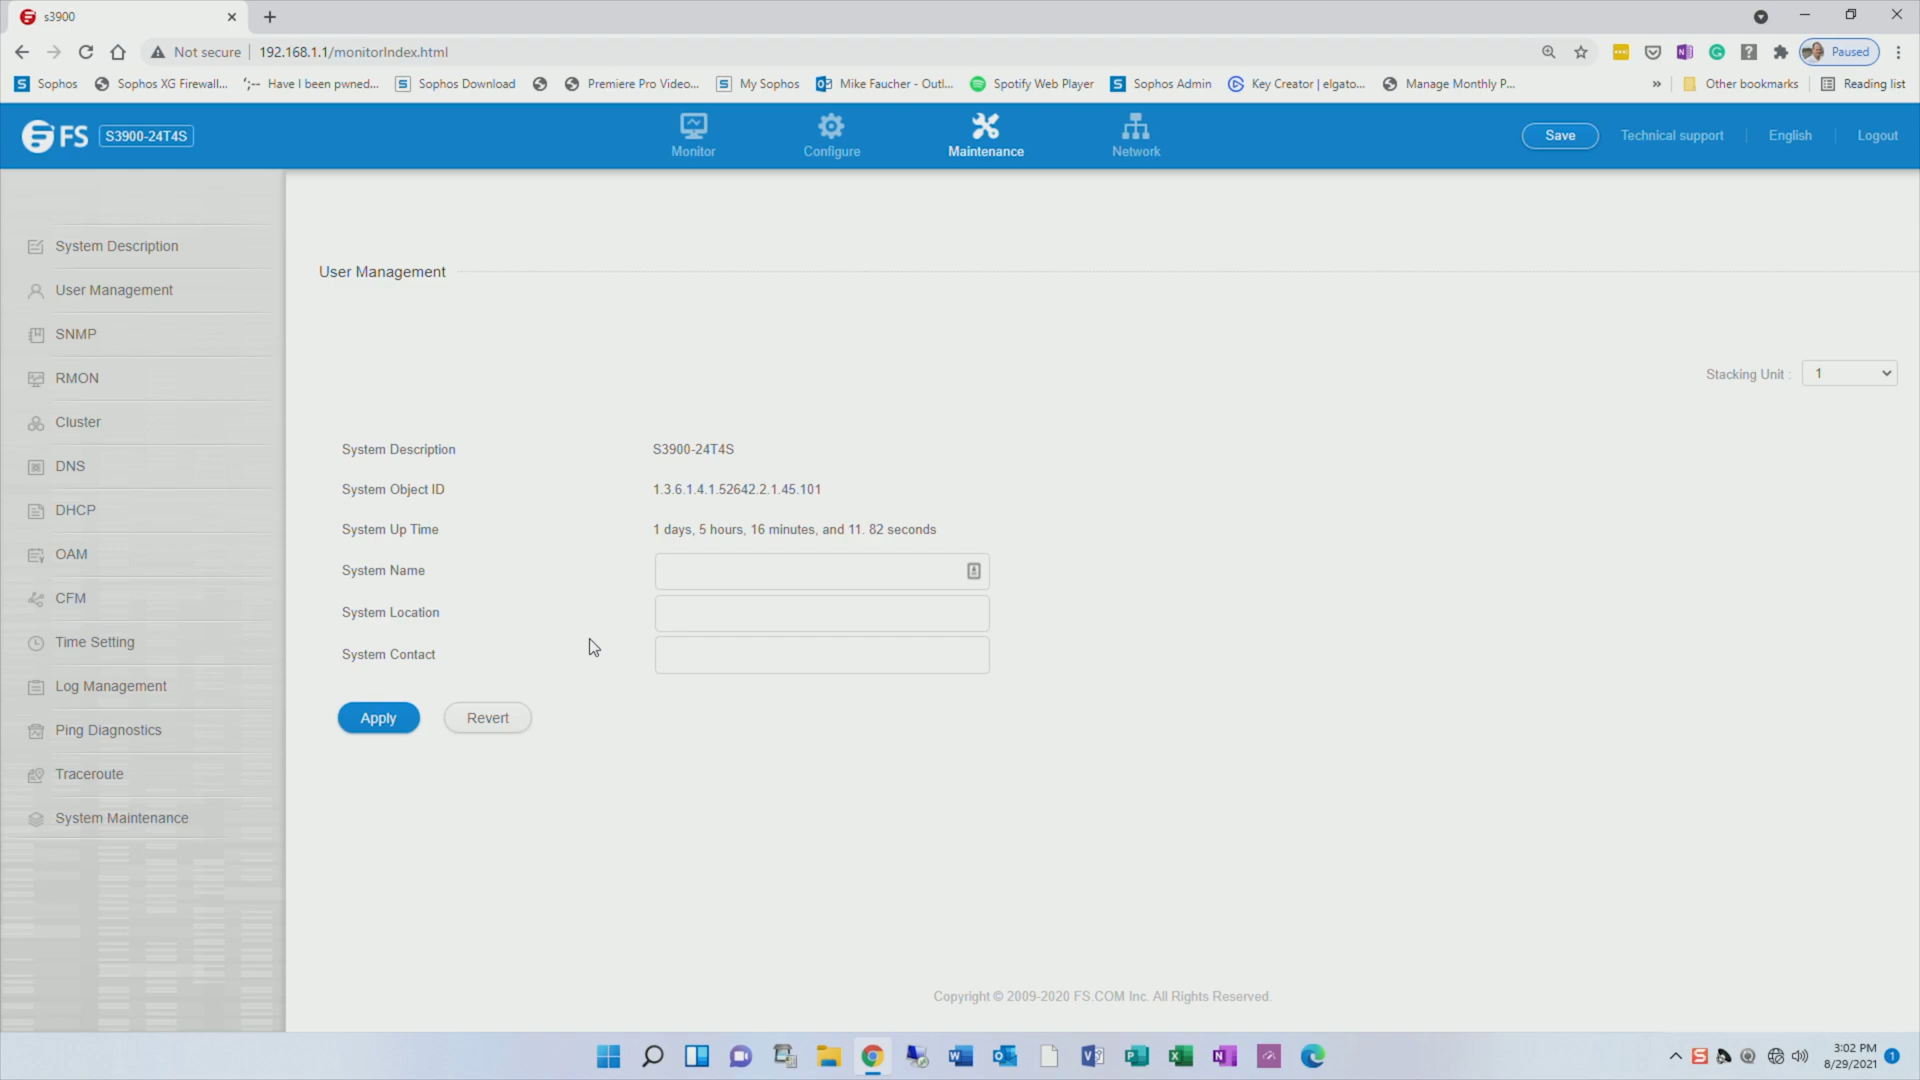 s3900
Not secure
192.168.1.1/monitorIndex.html
Paused
Sophos
Sophos XG Firewall...
Have I been pwned...
Sophos Download
Premiere Pro Video...
My Sophos
Mike Faucher - Outl...
Spotify Web Player
Sophos Admin
Key Creator | elgato...
Manage Monthly P...
»
Other bookmarks
Reading list
FS
S3900-24T4S
Monitor
Configure
Maintenance
Network
Save
Technical support
English
Logout
System Description
User Management
SNMP
RMON
Cluster
DNS
DHCP
OAM
CFM
Time Setting
Log Management
Ping Diagnostics
Traceroute
System Maintenance
User Management
Stacking Unit : 1
System Description S3900-24T4S
System Object ID 1.3.6.1.4.1.52642.2.1.45.101
System Up Time 1 days, 5 hours, 16 minutes, and 11. 82 seconds
System Name
System Location
System Contact
Apply Revert
Copyright © 2009-2020 FS.COM Inc. All Rights Reserved.
3:02 PM
8/29/2021
1